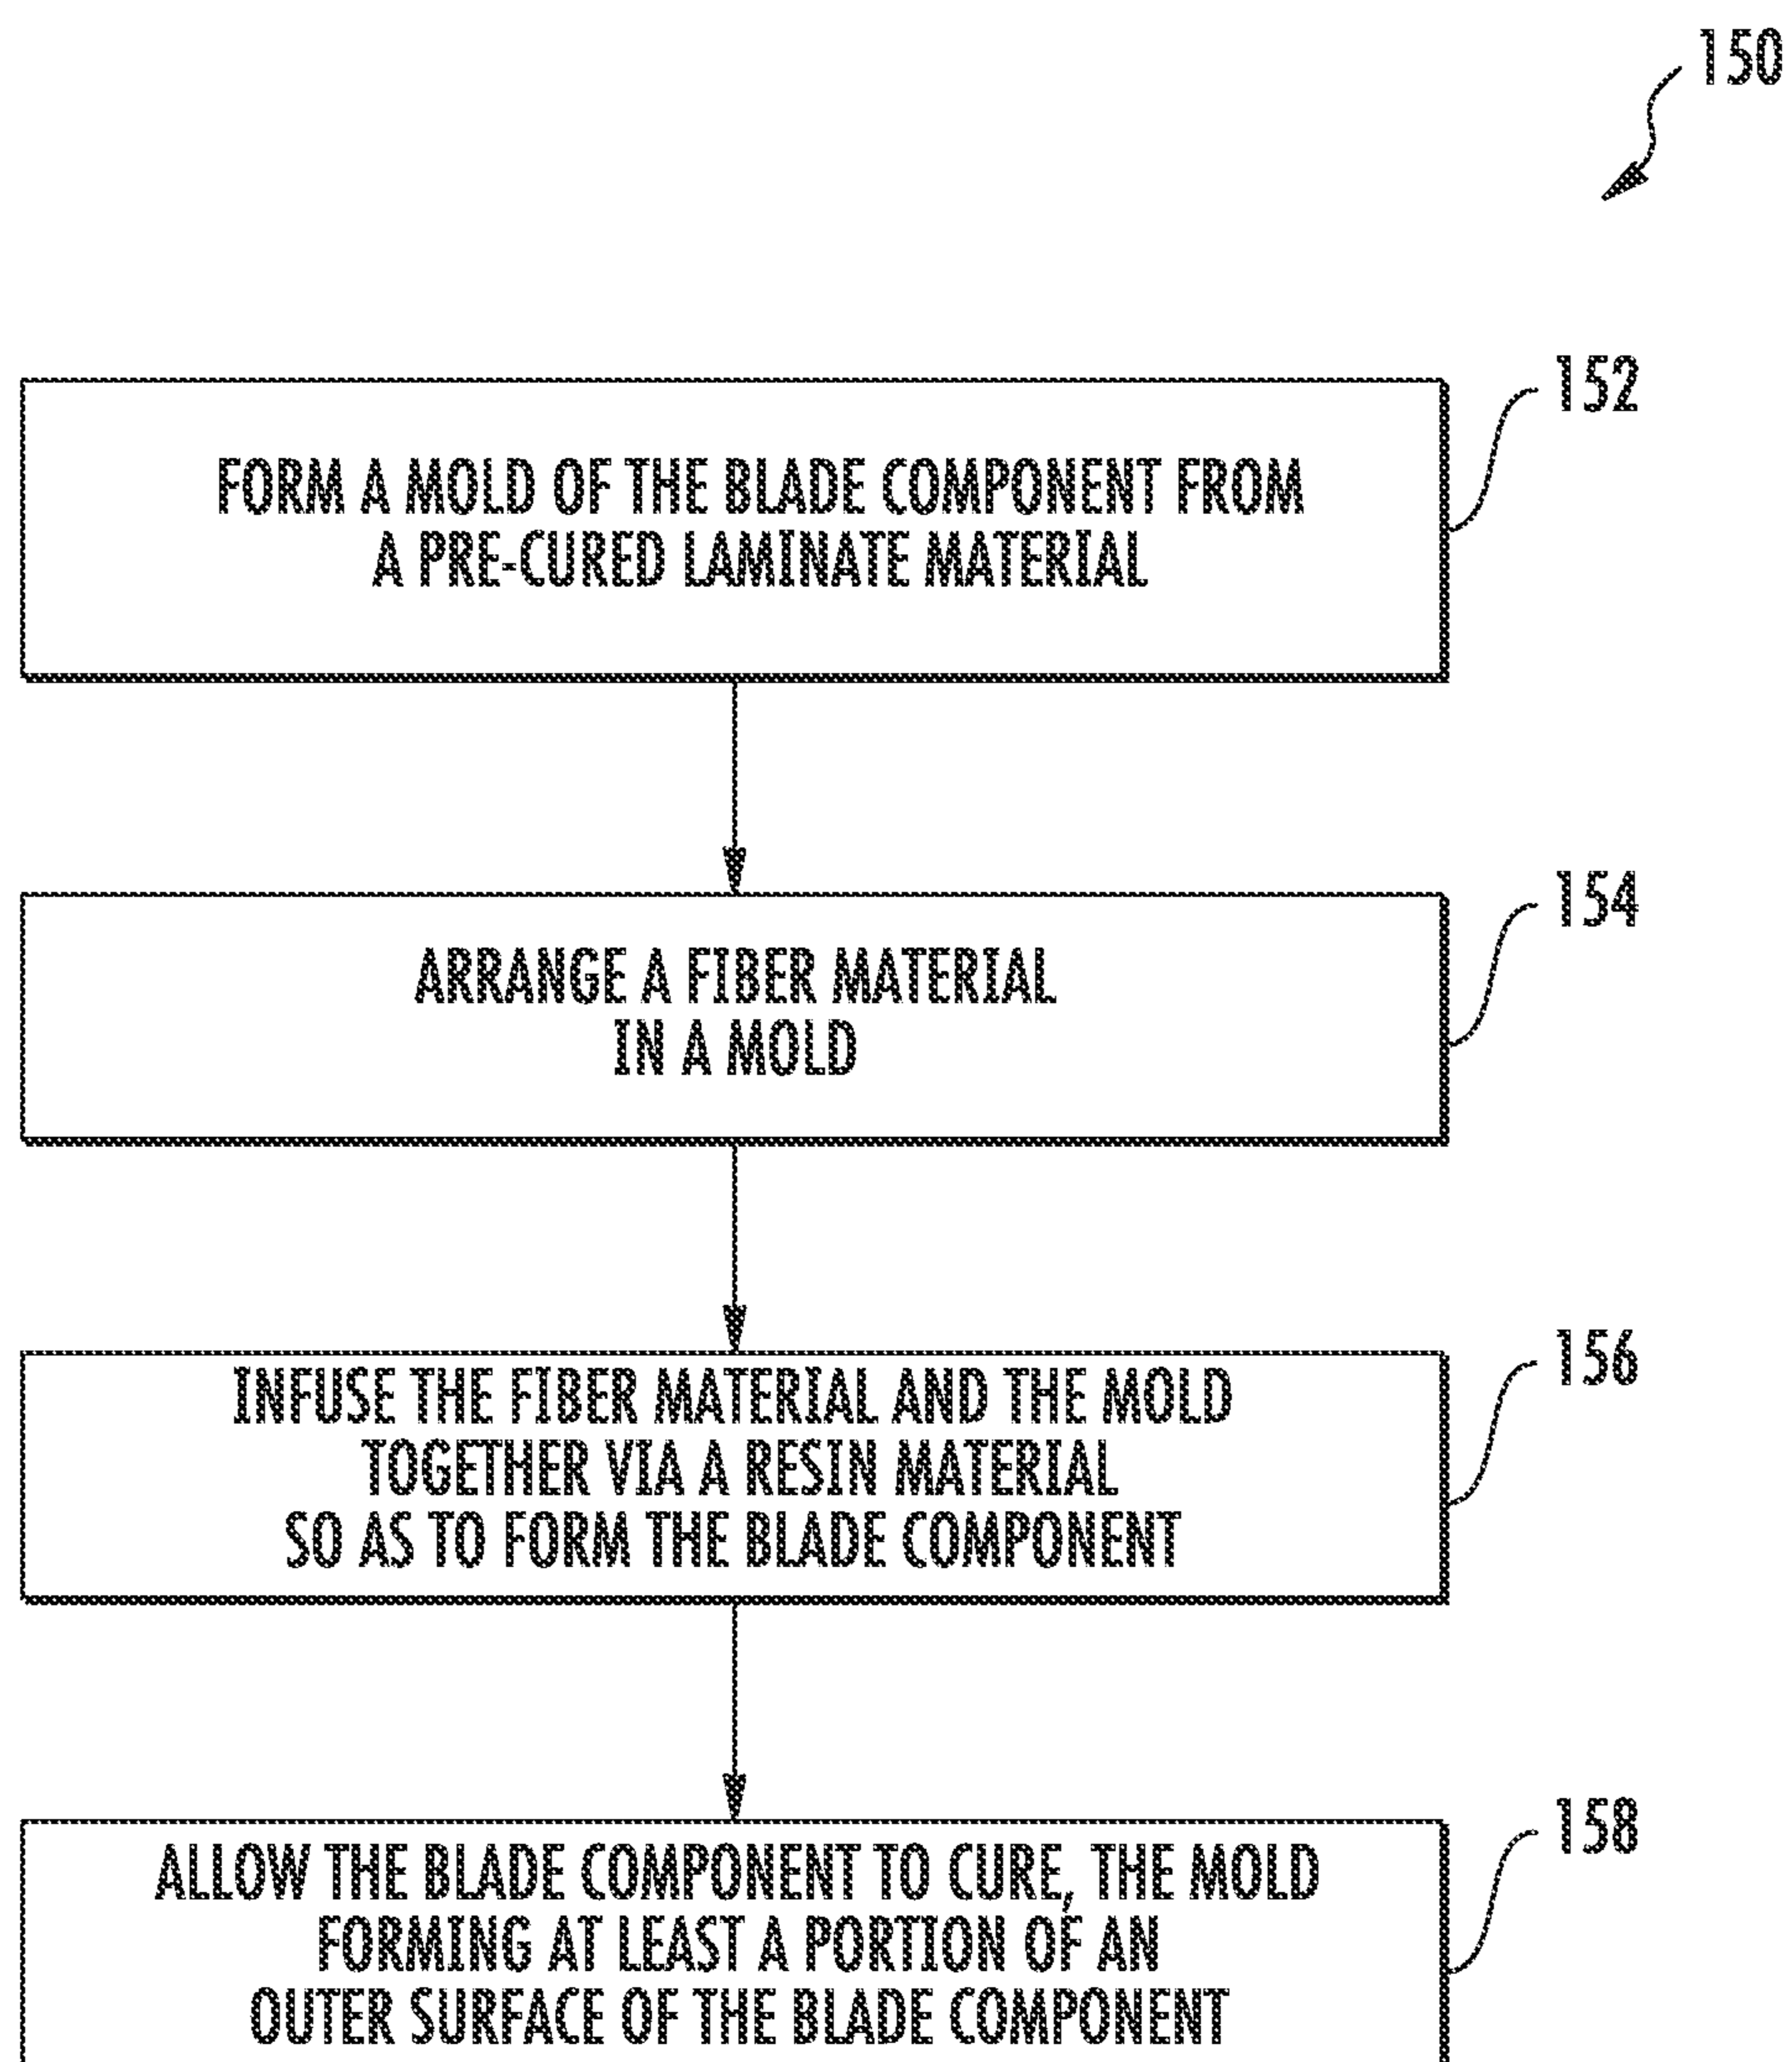 150
152
FORM A MOLD OF THE BLADE COMPONENT FROM
A PRE-CURED LAMINATE MATERIAL
154
ARRANGE A FIBER MATERIAL
IN A MOLD
156
INFUSE THE FIBER MATERIAL AND THE MOLD
TOGETHER VIA A RESIN MATERIAL
SO AS TO FORM THE BLADE COMPONENT
158
ALLOW THE BLADE COMPONENT TO CURE, THE MOLD
FORMING AT LEAST A PORTION OF AN
OUTER SURFACE OF THE BLADE COMPONENT